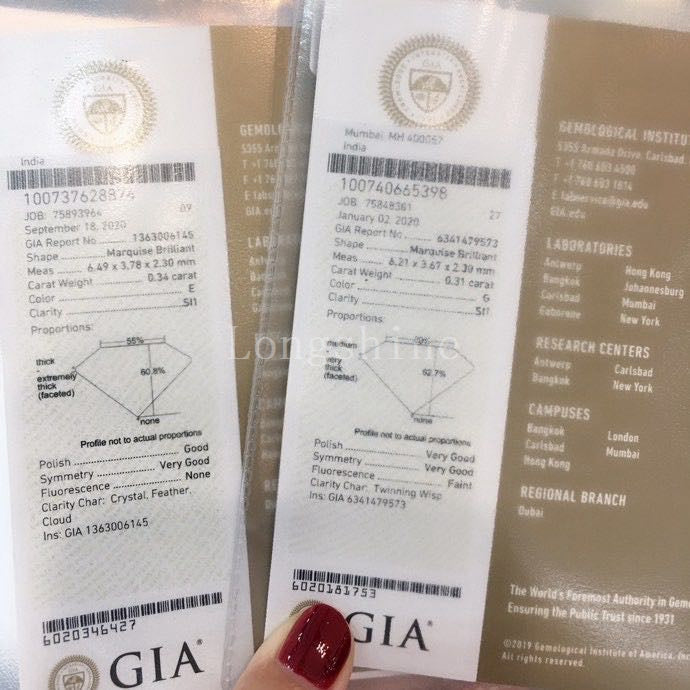 GIA
India
100737628374
JOB: 75893964 09
September 18, 2020
GIA Report No. 1363006145
Shape Marquise Brilliant
Meas 6.49 x 3.78 x 2.30 mm
Carat Weight 0.34 carat
Color E
Clarity SI1
Proportions:
55%
thick
-
extremely
thick
(faceted)
60.8%
none
Profile not to actual proportions
Polish Good
Symmetry Very Good
Fluorescence None
Clarity Char: Crystal, Feather,
Cloud
Ins: GIA 1363006145
6020346427
GIA®
GIA
Mumbai, MH 400057
India
100740665398
JOB: 75848361 27
January 02, 2020
GIA Report No. 6341479573
Shape Marquise Brilliant
Meas 6.21 x 3.67 x 2.30 mm
Carat Weight 0.31 carat
Color G
Clarity SI1
Proportions:
medium
-
very
thick
(faceted)
62.7%
none
Profile not to actual proportions
Polish Very Good
Symmetry Very Good
Fluorescence Faint
Clarity Char: Twinning Wisp
Ins: GIA 6341479573
6020181753
GIA®
Longshine
GEMOLOGICAL INSTITU
5355 Armada Drive, Carlsbad
T +1 760 603 4500
F +1 760 603 1814
E labservice@gia.edu
GIA.edu
LABORATORIES
Antwerp Hong Kong
Bangkok Johannesburg
Carlsbad Mumbai
Gaborone New York
RESEARCH CENTERS
Antwerp Carlsbad
Bangkok New York
CAMPUSES
Bangkok London
Carlsbad Mumbai
Hong Kong
REGIONAL BRANCH
Dubai
The World's Foremost Authority in Gem
Ensuring the Public Trust since 1931
©2019 Gemological Institute of America, Inc
All rights reserved.